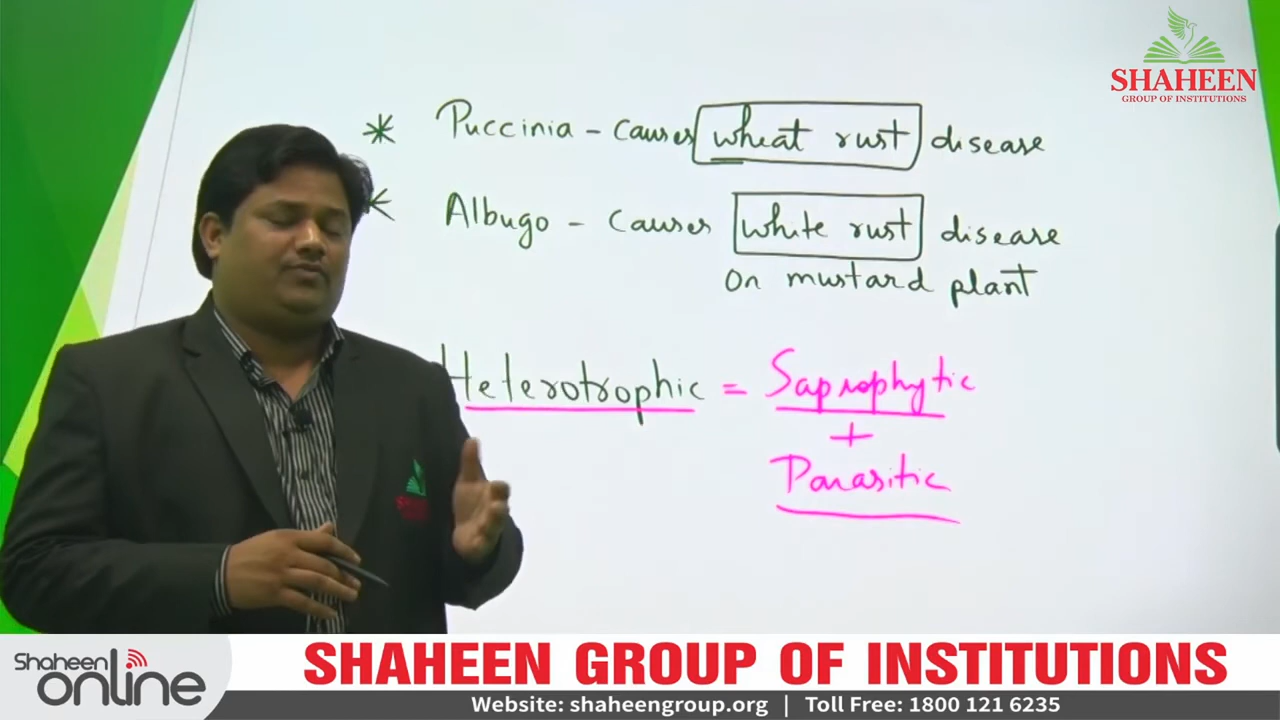 SHAHEEN
GROUP OF INSTITUTIONS
* Puccinia - causes wheat rust disease
* Albugo - causes white rust disease
on mustard plant
Heterotrophic = Saprophytic
+
Parasitic
Shaheen
online
SHAHEEN GROUP OF INSTITUTIONS
Website: shaheengroup.org | Toll Free: 1800 121 6235